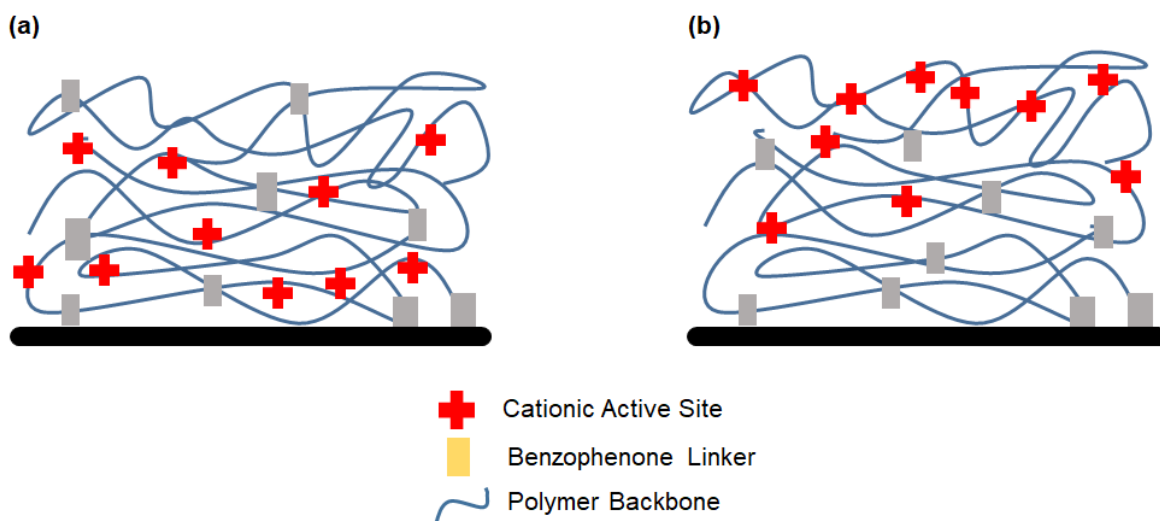 (a)
(b)
Cationic Active Site
Benzophenone Linker
Polymer Backbone